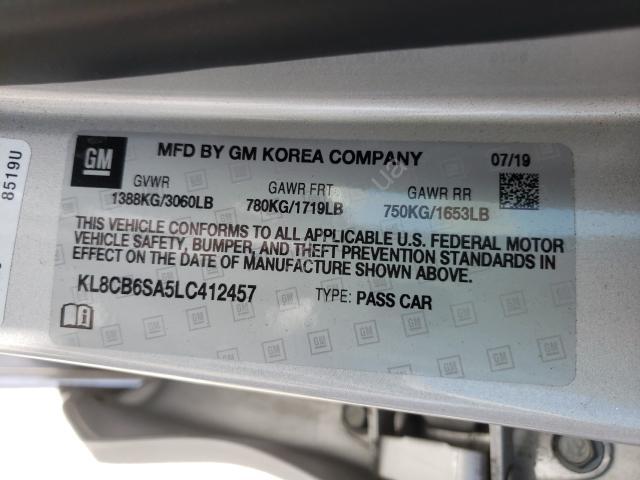 GM
MFD BY GM KOREA COMPANY
07/19
GVWR
GAWR FRT
GAWR RR
1388KG/3060LB
780KG/1719LB
750KG/1653LB
THIS VEHICLE CONFORMS TO ALL APPLICABLE U.S. FEDERAL MOTOR
VEHICLE SAFETY, BUMPER, AND THEFT PREVENTION STANDARDS IN
EFFECT ON THE DATE OF MANUFACTURE SHOWN ABOVE.
KL8CB6SA5LC412457
TYPE: PASS CAR
8519U